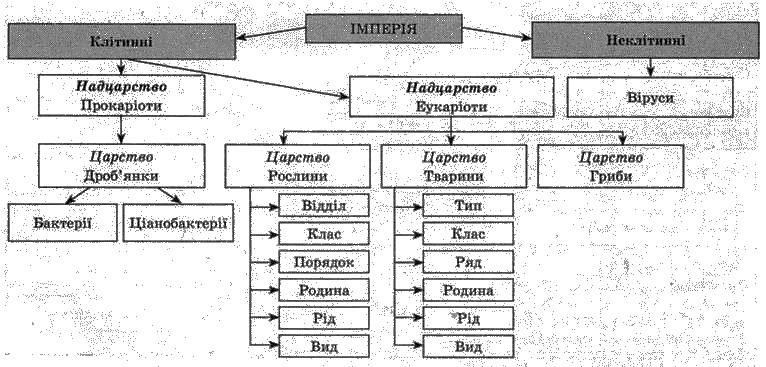 ІМПЕРІЯ
Клітинні
Неклітинні
Надцарство
Прокаріоти
Надцарство
Еукаріоти
Віруси
Царство
Дроб'янки
Царство
Рослини
Царство
Тварини
Царство
Гриби
Бактерії
Ціанобактерії
Відділ
Клас
Порядок
Родина
Рід
Вид
Тип
Клас
Ряд
Родина
Рід
Вид